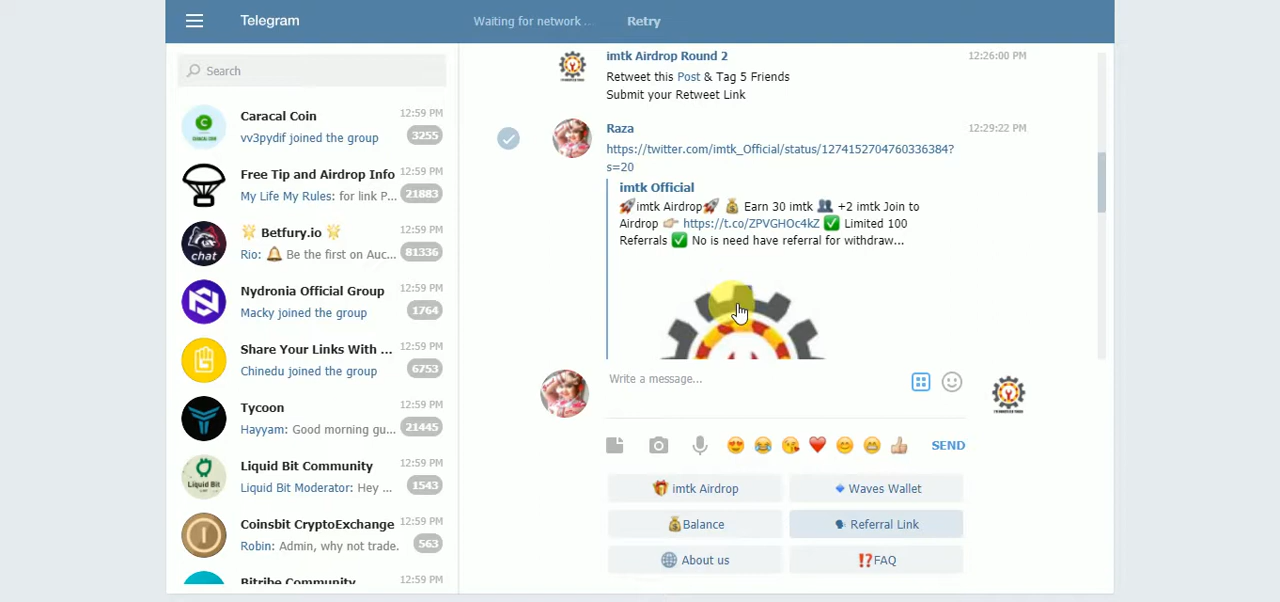 Telegram
Waiting for network ...
Retry
Search
Caracal Coin 12:59 PM
vv3pydif joined the group 3255
Free Tip and Airdrop Info 12:59 PM
My Life My Rules: for link P... 21883
Betfury.io 12:59 PM
Rio: Be the first on Auc... 81336
chat
Nydronia Official Group 12:59 PM
Macky joined the group 1764
Share Your Links With ... 12:59 PM
Chinedu joined the group 6753
Tycoon 12:59 PM
Hayyam: Good morning gu... 21445
Liquid Bit Community 12:59 PM
Liquid Bit Moderator: Hey ... 1543
Liquid Bit
Coinsbit CryptoExchange 12:59 PM
Robin: Admin, why not trade. 563
Bitribe Community 12:59 PM
imtk Airdrop Round 2 12:26:00 PM
Retweet this Post & Tag 5 Friends
Submit your Retweet Link
Raza 12:29:22 PM
https://twitter.com/imtk_Official/status/1274152704760336384?
s=20
imtk Official
🚀imtk Airdrop🚀 💰 Earn 30 imtk 👥 +2 imtk Join to
Airdrop 👉 https://t.co/ZPVGHOc4kZ ✅ Limited 100
Referrals ✅ No is need have referral for withdraw...
Write a message...
SEND
imtk Airdrop
Waves Wallet
Balance
Referral Link
About us
⁉FAQ